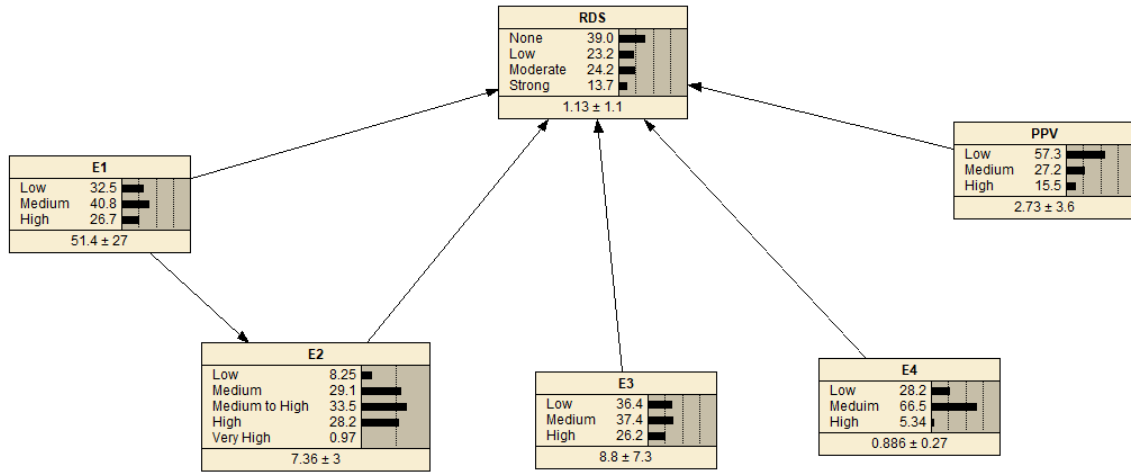 RDS
None 39.0
Low 23.2
Moderate 24.2
Strong 13.7
1.13 ± 1.1
PPV
Low 57.3
Medium 27.2
High 15.5
2.73 ± 3.6
E1
Low 32.5
Medium 40.8
High 26.7
51.4 ± 27
E2
Low 8.25
Medium 29.1
Medium to High 33.5
High 28.2
Very High 0.97
7.36 ± 3
E3
Low 36.4
Medium 37.4
High 26.2
8.8 ± 7.3
E4
Low 28.2
Meduim 66.5
High 5.34
0.886 ± 0.27